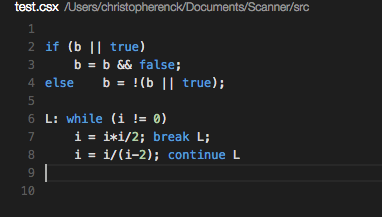 test.csx /Users/christopherenck/Documents/Scanner/src
1
2 if (b || true)
3     b = b && false;
4 else    b = !(b || true);
5
6 L: while (i != 0)
7     i = i*i/2; break L;
8     i = i/(i-2); continue L
9
10